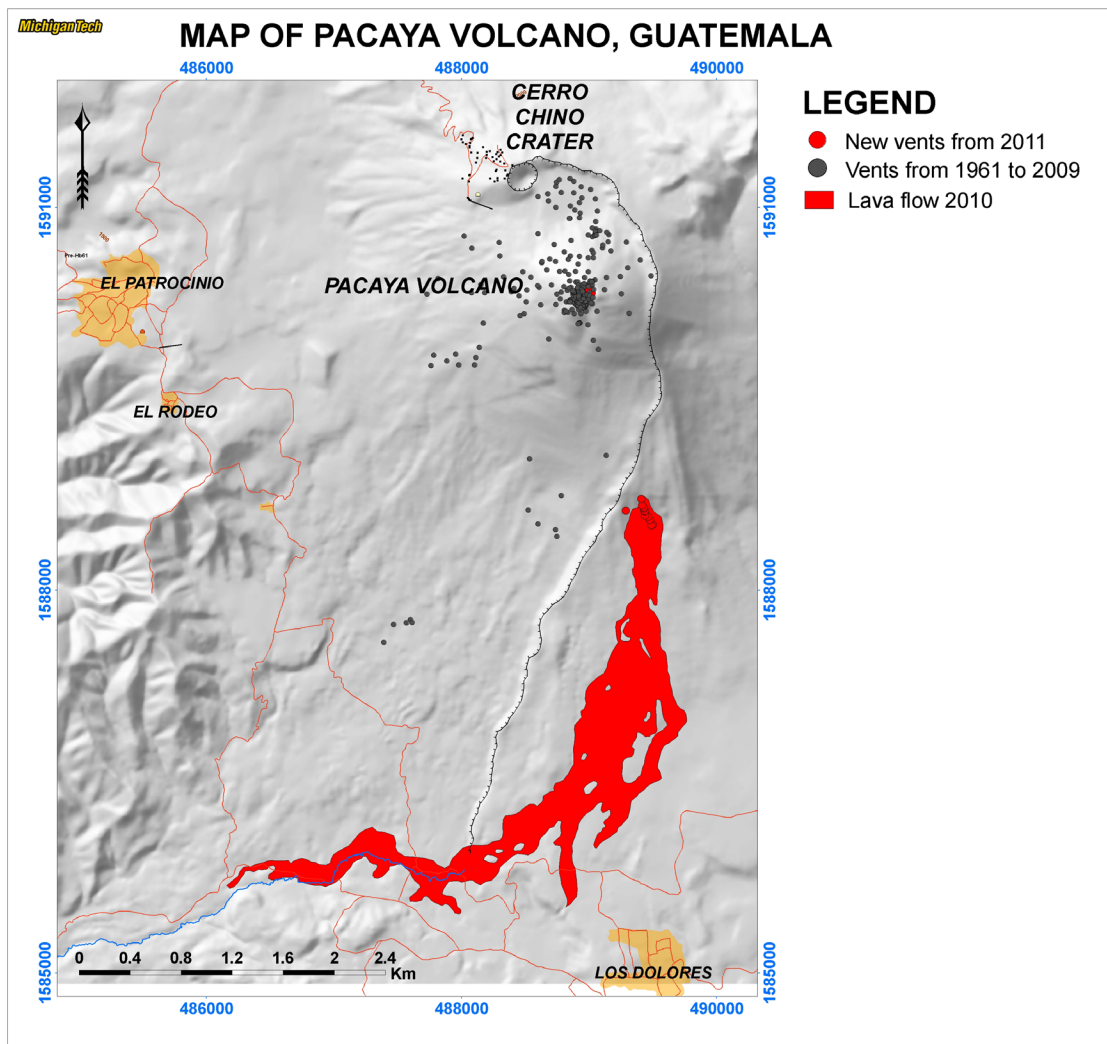 MichiganTech
MAP OF PACAYA VOLCANO, GUATEMALA
486000 488000 490000
CERRO
CHINO
CRATER
LEGEND
New vents from 2011
Vents from 1961 to 2009
Lava flow 2010
1591000 1591000
Pre-Hb61
EL PATROCINIO
PACAYA VOLCANO
EL RODEO
1588000 1588000
0 0.4 0.8 1.2 1.6 2 2.4
Km
LOS DOLORES
1585000 1585000
486000 488000 490000